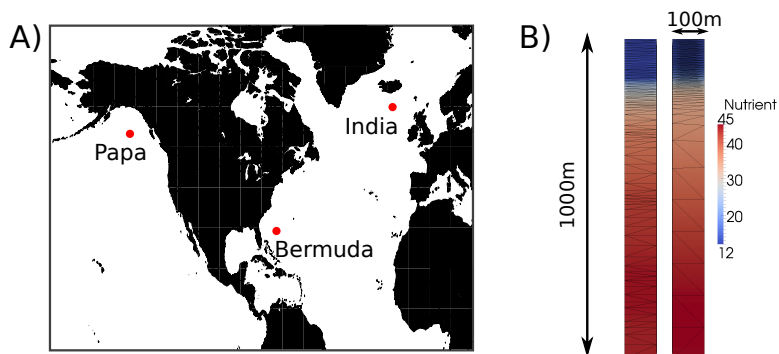 A)
India
Papa
Bermuda
B)
100m
1000m
Nutrient
45
40
30
20
12